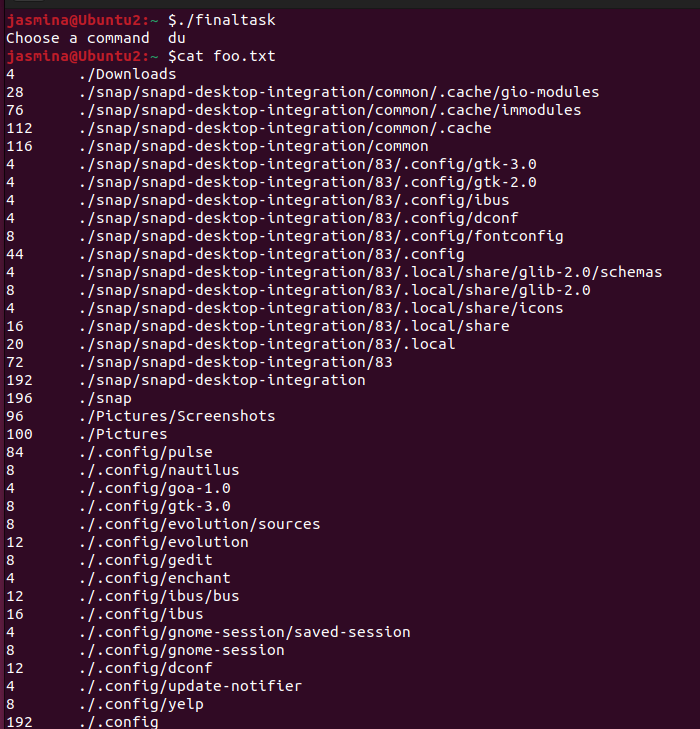 jasmina@Ubuntu2:~ $./finaltask
Choose a command  du
jasmina@Ubuntu2:~ $cat foo.txt
4       ./Downloads
28      ./snap/snapd-desktop-integration/common/.cache/gio-modules
76      ./snap/snapd-desktop-integration/common/.cache/immodules
112     ./snap/snapd-desktop-integration/common/.cache
116     ./snap/snapd-desktop-integration/common
4       ./snap/snapd-desktop-integration/83/.config/gtk-3.0
4       ./snap/snapd-desktop-integration/83/.config/gtk-2.0
4       ./snap/snapd-desktop-integration/83/.config/ibus
4       ./snap/snapd-desktop-integration/83/.config/dconf
8       ./snap/snapd-desktop-integration/83/.config/fontconfig
44      ./snap/snapd-desktop-integration/83/.config
4       ./snap/snapd-desktop-integration/83/.local/share/glib-2.0/schemas
8       ./snap/snapd-desktop-integration/83/.local/share/glib-2.0
4       ./snap/snapd-desktop-integration/83/.local/share/icons
16      ./snap/snapd-desktop-integration/83/.local/share
20      ./snap/snapd-desktop-integration/83/.local
72      ./snap/snapd-desktop-integration/83
192     ./snap/snapd-desktop-integration
196     ./snap
96      ./Pictures/Screenshots
100     ./Pictures
84      ./.config/pulse
8       ./.config/nautilus
4       ./.config/goa-1.0
8       ./.config/gtk-3.0
8       ./.config/evolution/sources
12      ./.config/evolution
8       ./.config/gedit
4       ./.config/enchant
12      ./.config/ibus/bus
16      ./.config/ibus
4       ./.config/gnome-session/saved-session
8       ./.config/gnome-session
12      ./.config/dconf
4       ./.config/update-notifier
8       ./.config/yelp
192     ./.config